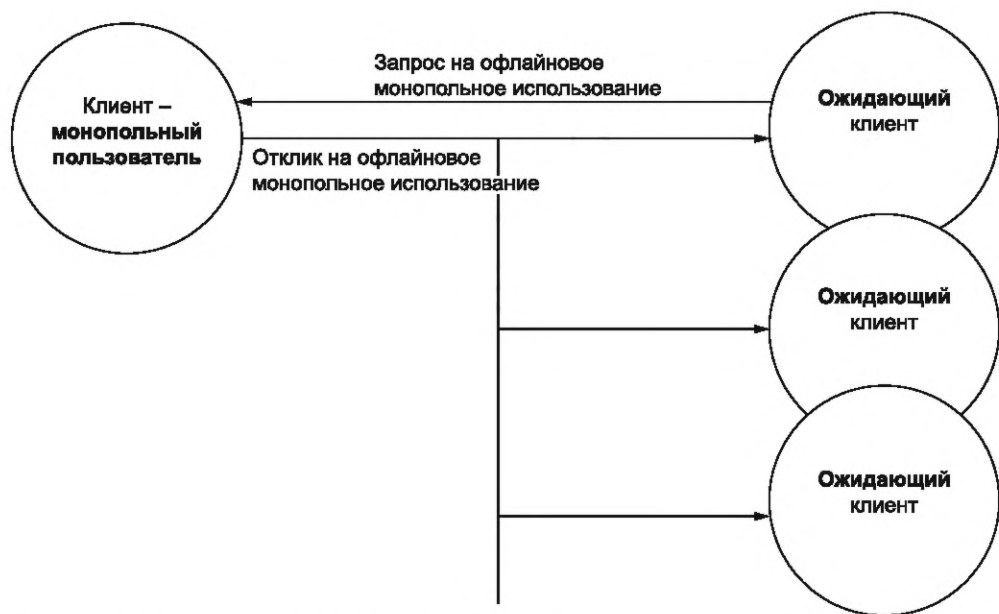 Запрос на офлайновое
монопольное использование
Клиент –
монопольный
пользователь
Ожидающий
клиент
Отклик на офлайновое
монопольное использование
Ожидающий
клиент
Ожидающий
клиент